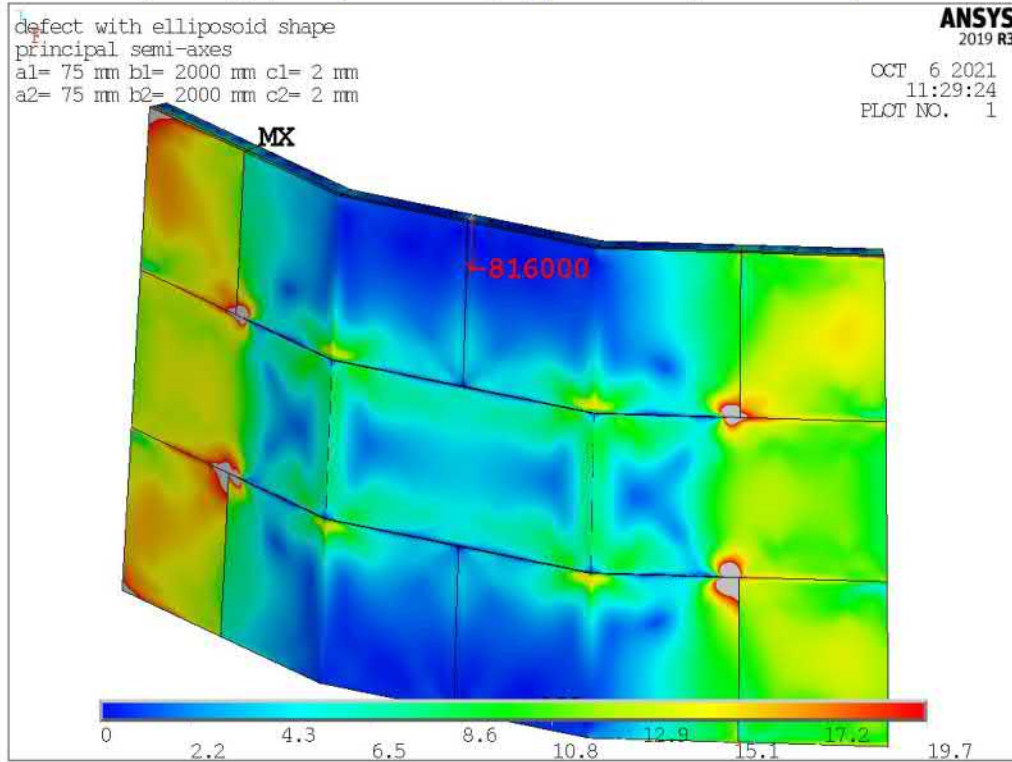 1
F
defect with elliposoid shape
principal semi-axes
a1= 75 mm b1= 2000 mm c1= 2 mm
a2= 75 mm b2= 2000 mm c2= 2 mm
ANSYS
2019 R3
OCT 6 2021
11:29:24
PLOT NO. 1
MX
-816000
0 4.3 8.6 12.9 17.2
2.2 6.5 10.8 15.1 19.7